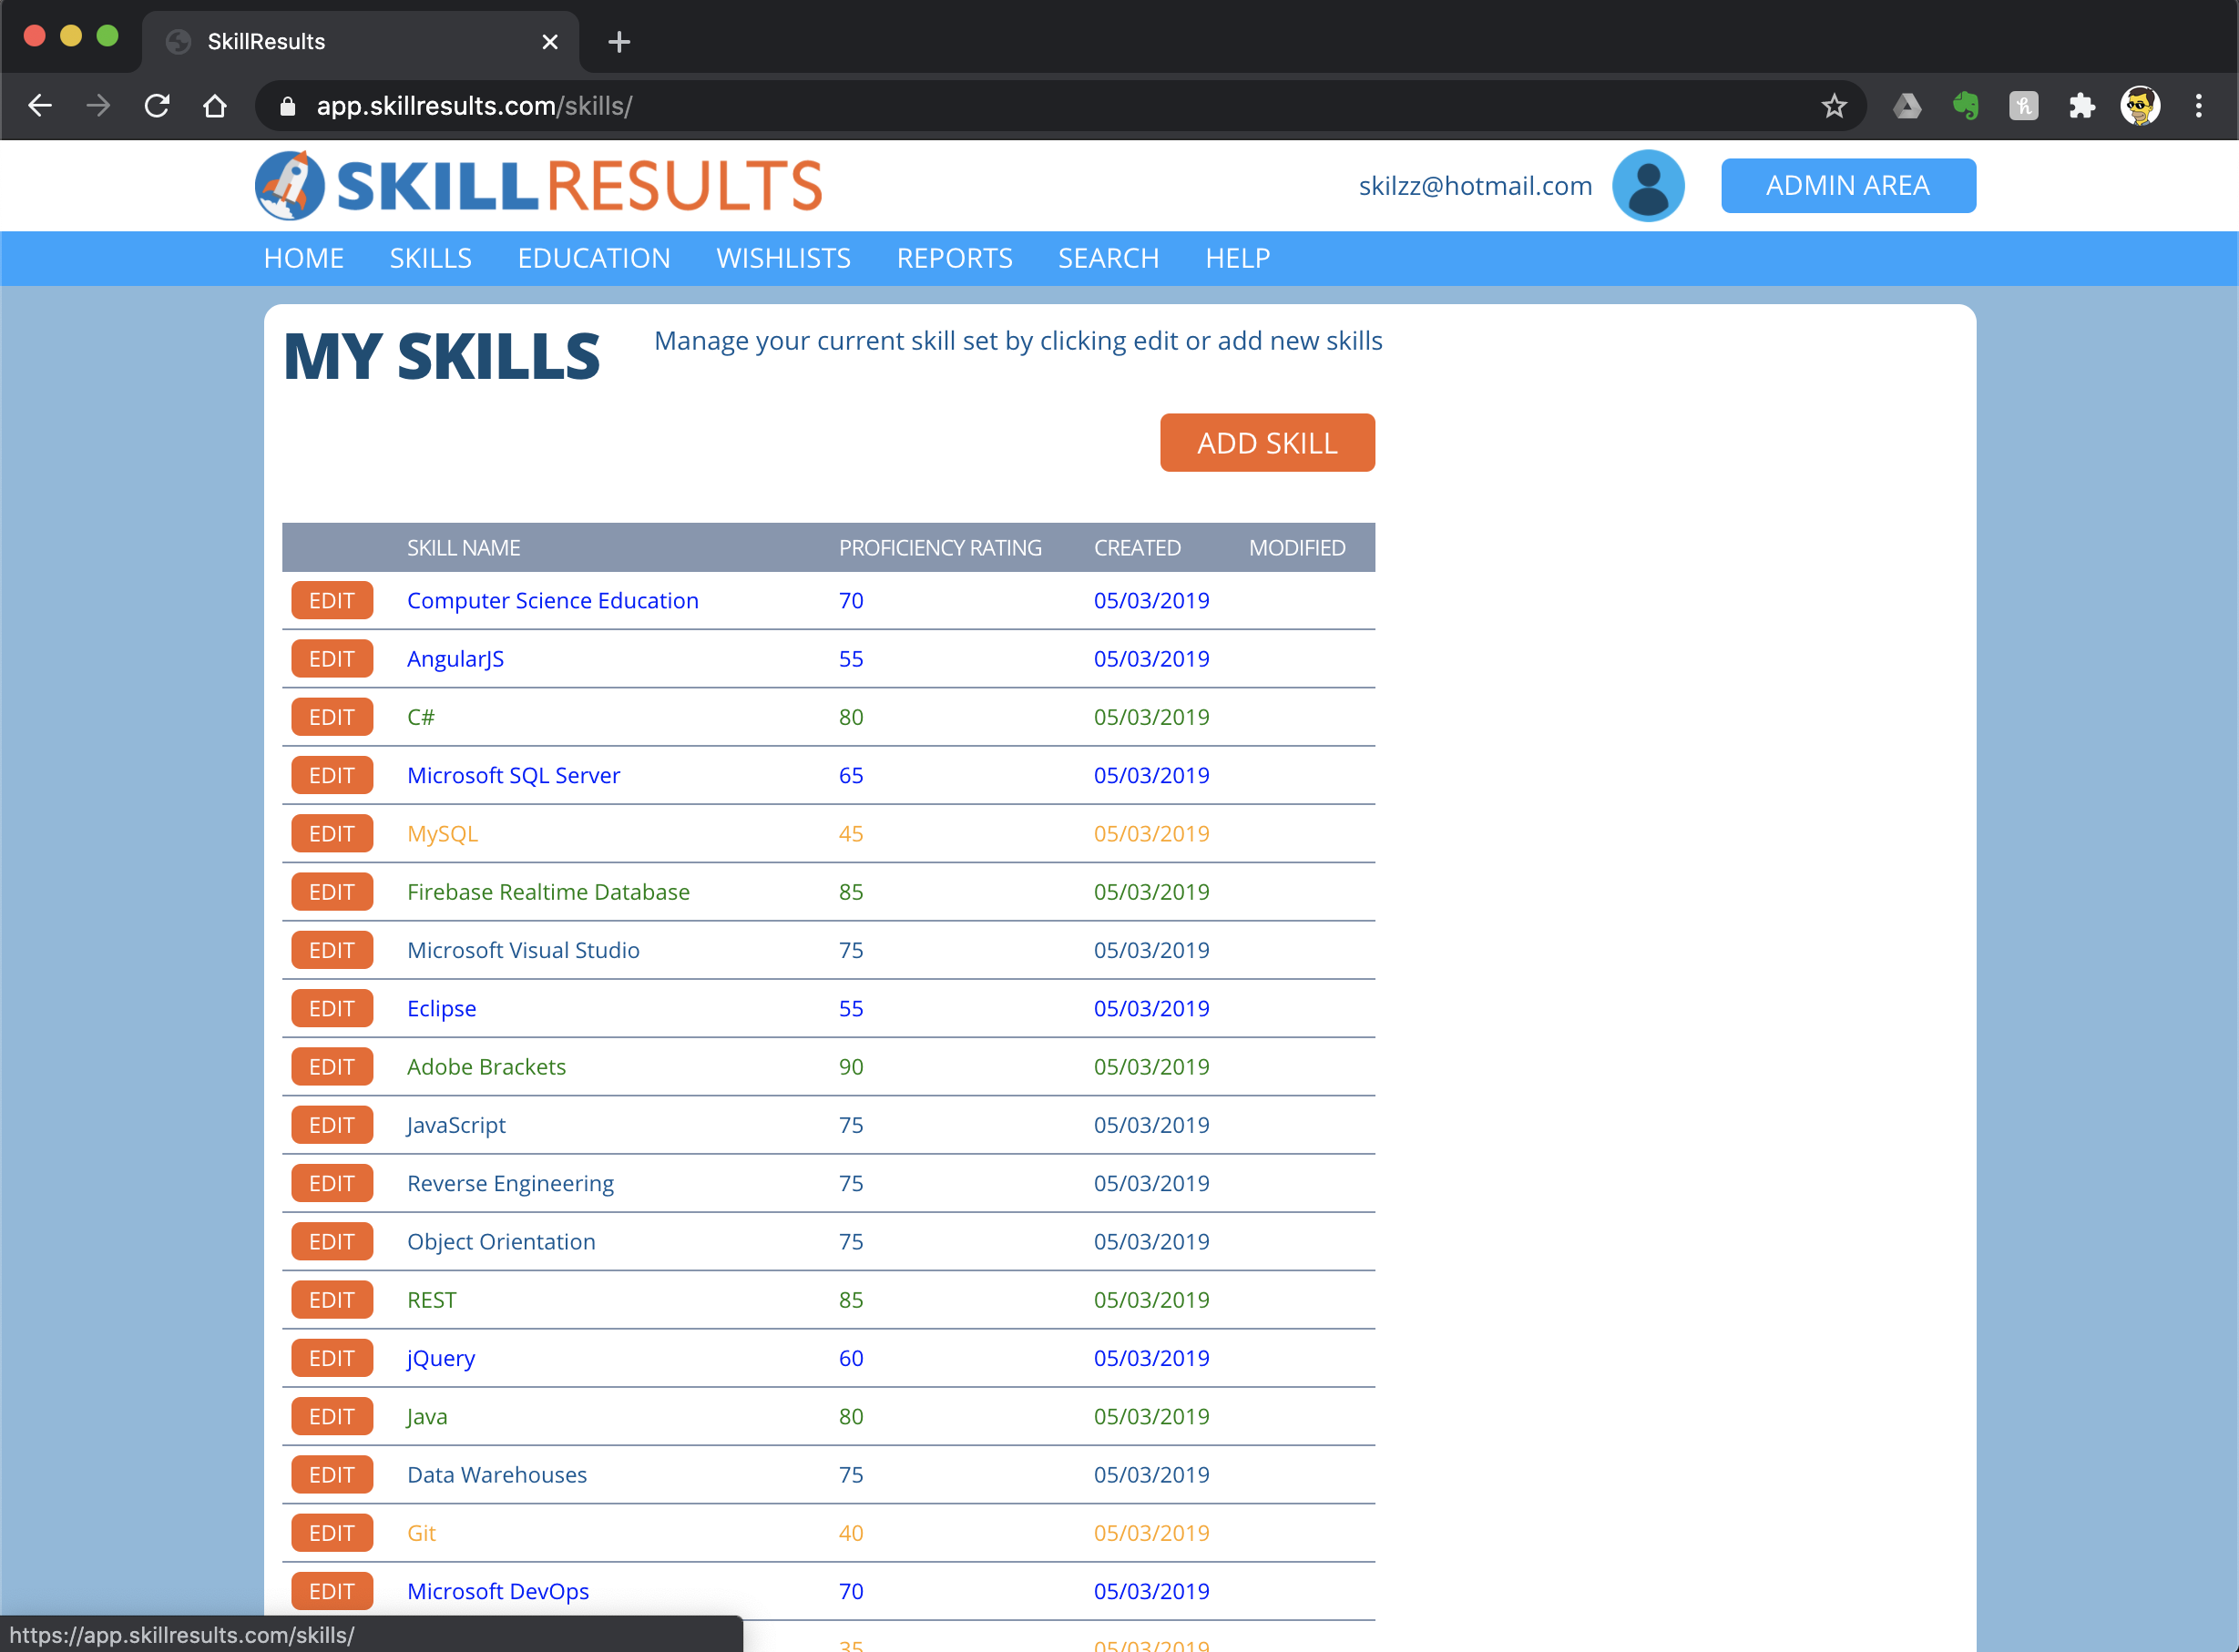 SkillResults
app.skillresults.com/skills/
SKILLRESULTS
skilzz@hotmail.com
ADMIN AREA
HOME SKILLS EDUCATION WISHLISTS REPORTS SEARCH HELP
MY SKILLS
Manage your current skill set by clicking edit or add new skills
ADD SKILL
SKILL NAME PROFICIENCY RATING CREATED MODIFIED
EDIT Computer Science Education 70 05/03/2019
EDIT AngularJS 55 05/03/2019
EDIT C# 80 05/03/2019
EDIT Microsoft SQL Server 65 05/03/2019
EDIT MySQL 45 05/03/2019
EDIT Firebase Realtime Database 85 05/03/2019
EDIT Microsoft Visual Studio 75 05/03/2019
EDIT Eclipse 55 05/03/2019
EDIT Adobe Brackets 90 05/03/2019
EDIT JavaScript 75 05/03/2019
EDIT Reverse Engineering 75 05/03/2019
EDIT Object Orientation 75 05/03/2019
EDIT REST 85 05/03/2019
EDIT jQuery 60 05/03/2019
EDIT Java 80 05/03/2019
EDIT Data Warehouses 75 05/03/2019
EDIT Git 40 05/03/2019
EDIT Microsoft DevOps 70 05/03/2019
35 05/03/2019
https://app.skillresults.com/skills/